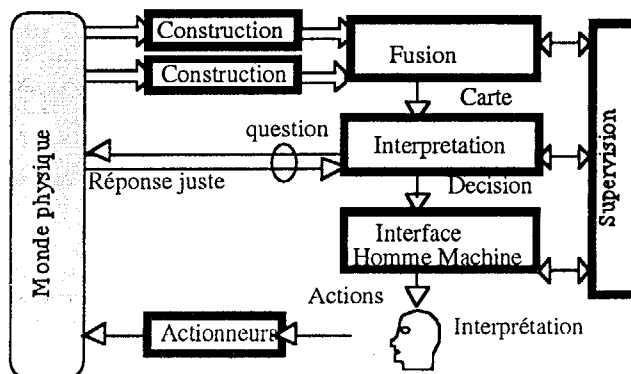 Monde physique
Construction
Construction
Fusion
Carte
question
Réponse juste
Interpretation
Decision
Interface
Homme Machine
Supervision
Actions
Actionneurs
Interprétation